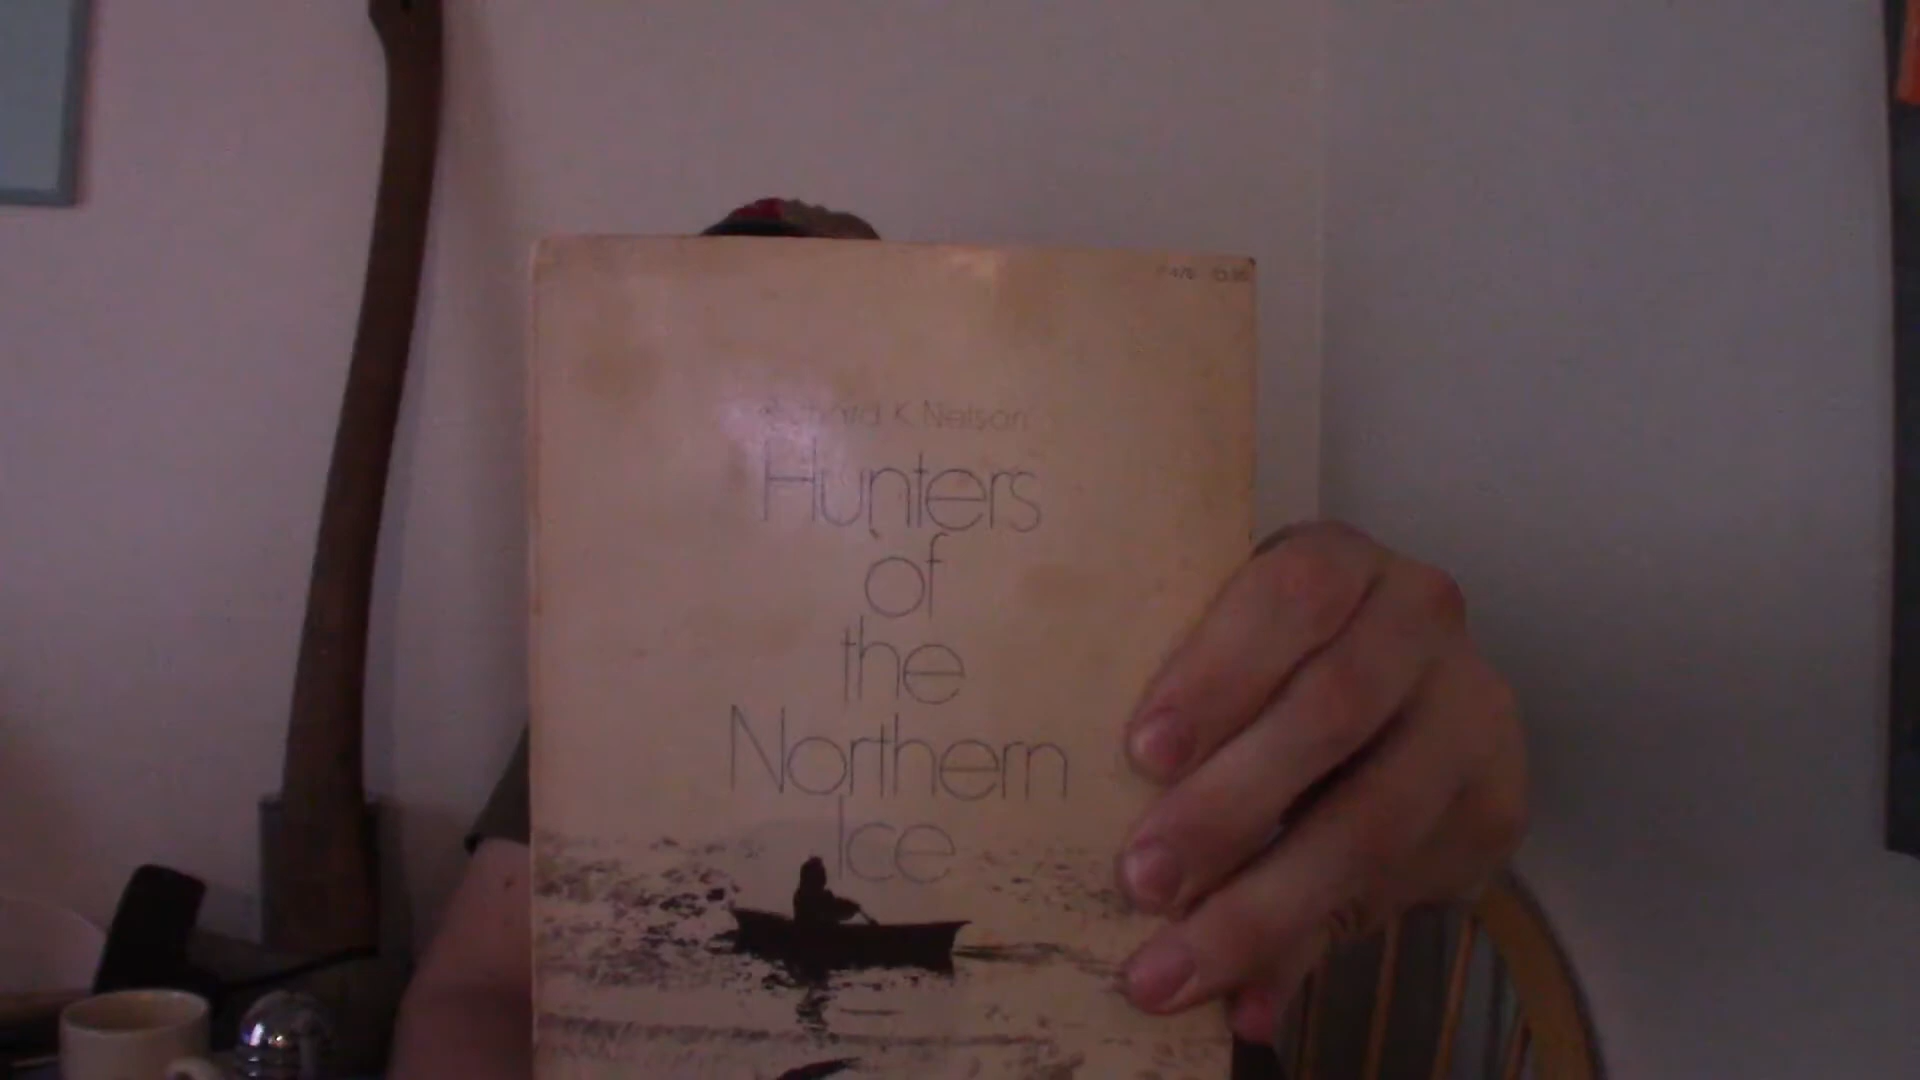 Richard K. Nelson
Hunters
of
the
Northern
Ice